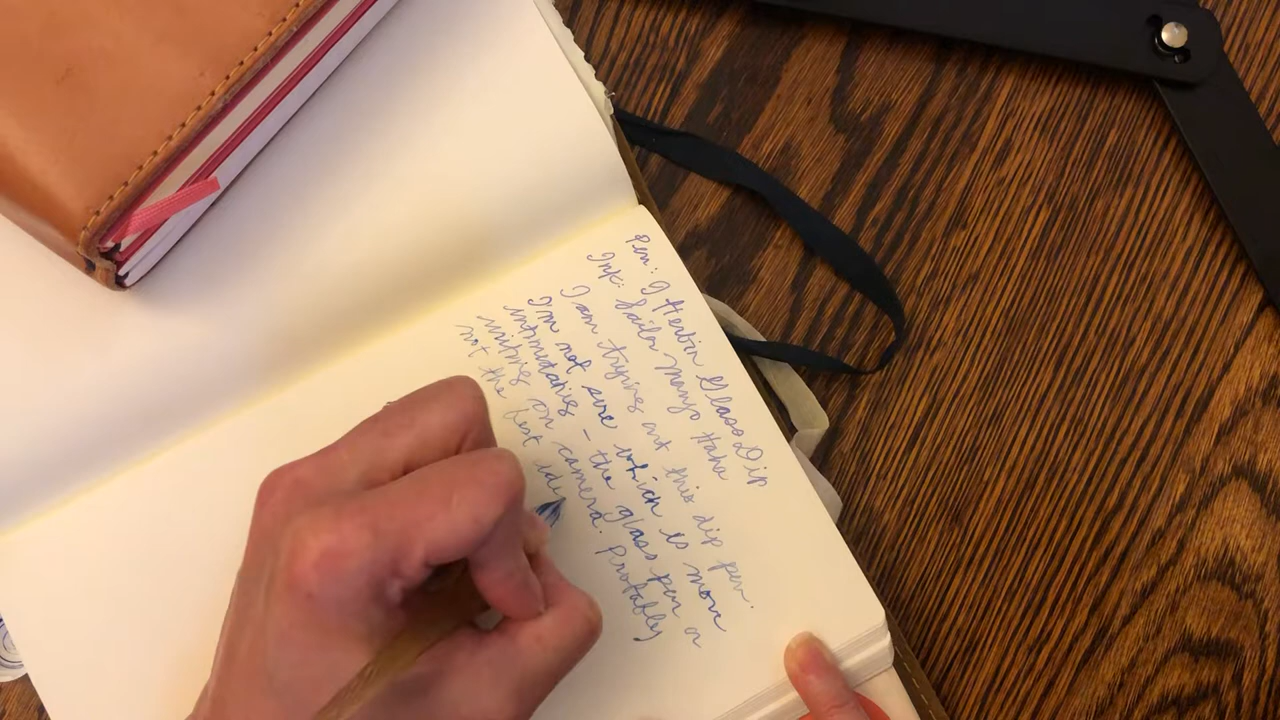 Pen: J Herbin Glass Dip
Ink: Sailor Manyo Haha
I am trying out this dip pen.
I'm not sure which is more
intimidating - the glass pen or
writing on camera. Probably
not the best ide